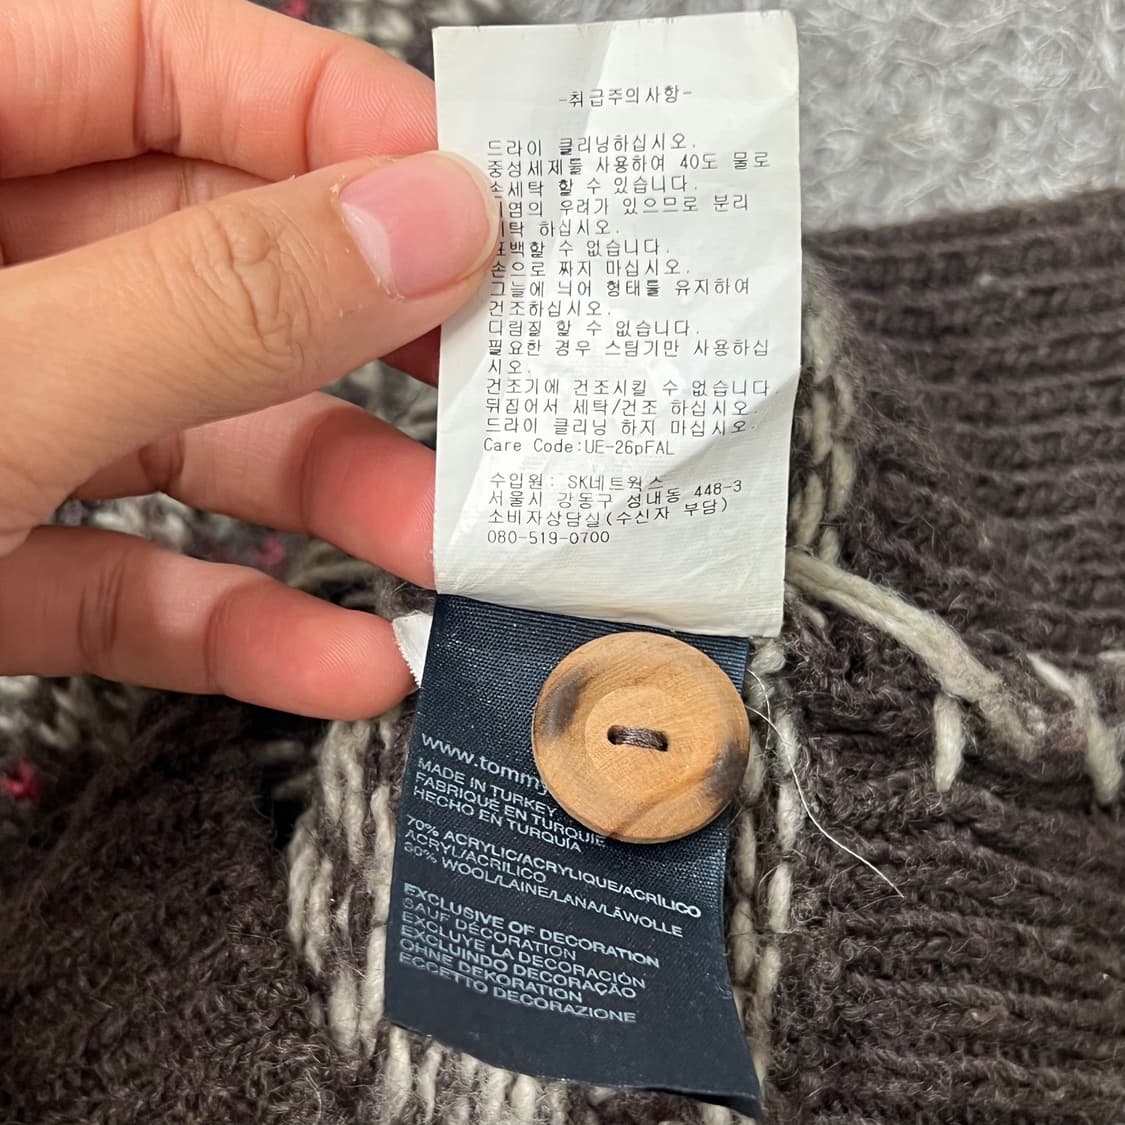 -취급주의사항-
드라이 클리닝하십시오.
중성세제를 사용하여 40도 물로
손세탁 할 수 있습니다.
염의 우려가 있으므로 분리
탁 하십시오.
표백할 수 없습니다.
손으로 짜지 마십시오.
그늘에 늬어 형태를 유지하여
건조하십시오.
디림질 할 수 없습니다.
필요한 경우 스팀기만 사용하십
시오.
건조기에 건조시킬 수 없습니다.
뒤집어서 세탁/건조 하십시오.
드라이 클리닝 하지 마십시오.
Care Code:UE-26pFAL
수입원: SK네트웍스
서울시 강동구 성내동 448-3
소비자상담실(수신자 부담)
080-519-0700
www.tommy
MADE IN TURKEY
FABRIQUÉ EN TURQUIE
HECHO EN TURQUÍA
70% ACRYLIC/ACRYLIQUE/ACRÍLICO
ACRYL/ACRILICO
30% WOOL/LAINE/LANA/LÃWOLLE
EXCLUSIVE OF DECORATION
SAUF DÉCORATION
EXCLUYE LA DECORACIÓN
EXCLUINDO DECORAÇÃO
OHNE DEKORATION
ECCETTO DECORAZIONE